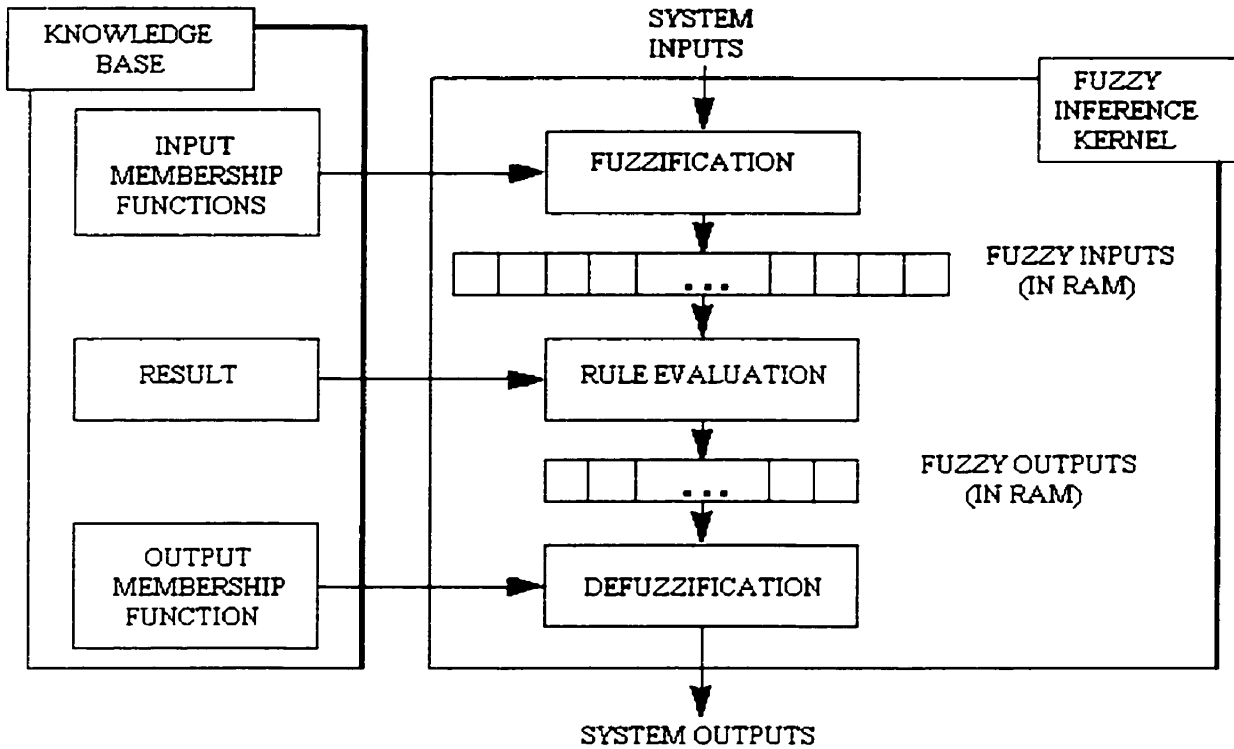 KNOWLEDGE
BASE
SYSTEM
INPUTS
FUZZY
INFERENCE
KERNEL
INPUT
MEMBERSHIP
FUNCTIONS
FUZZIFICATION
FUZZY INPUTS
(IN RAM)
...
RESULT
RULE EVALUATION
FUZZY OUTPUTS
(IN RAM)
...
OUTPUT
MEMBERSHIP
FUNCTION
DEFUZZIFICATION
SYSTEM OUTPUTS